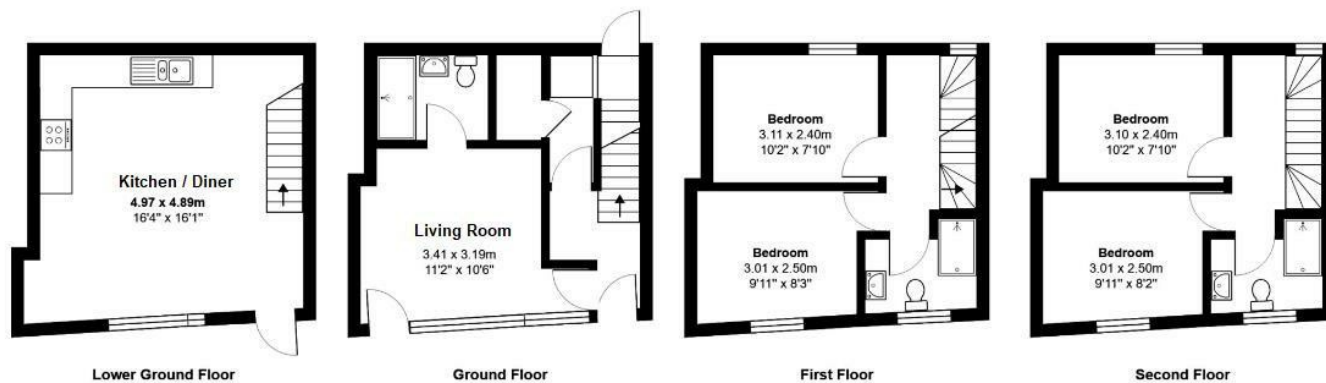 Kitchen / Diner
4.97 x 4.89m
16'4" x 16'1"
Lower Ground Floor
Living Room
3.41 x 3.19m
11'2" x 10'6"
Ground Floor
Bedroom
3.11 x 2.40m
10'2" x 7'10"
Bedroom
3.01 x 2.50m
9'11" x 8'3"
First Floor
Bedroom
3.10 x 2.40m
10'2" x 7'10"
Bedroom
3.01 x 2.50m
9'11" x 8'2"
Second Floor